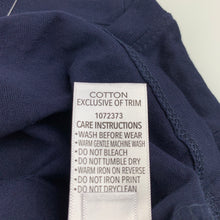 COTTON
EXCLUSIVE OF TRIM
1072373
CARE INSTRUCTIONS
•WASH BEFORE WEAR
•WARM GENTLE MACHINE WASH
•DO NOT BLEACH
•DO NOT TUMBLE DRY
•WARM IRON ON REVERSE
•DO NOT IRON PRINT
•DO NOT DRYCLEAN